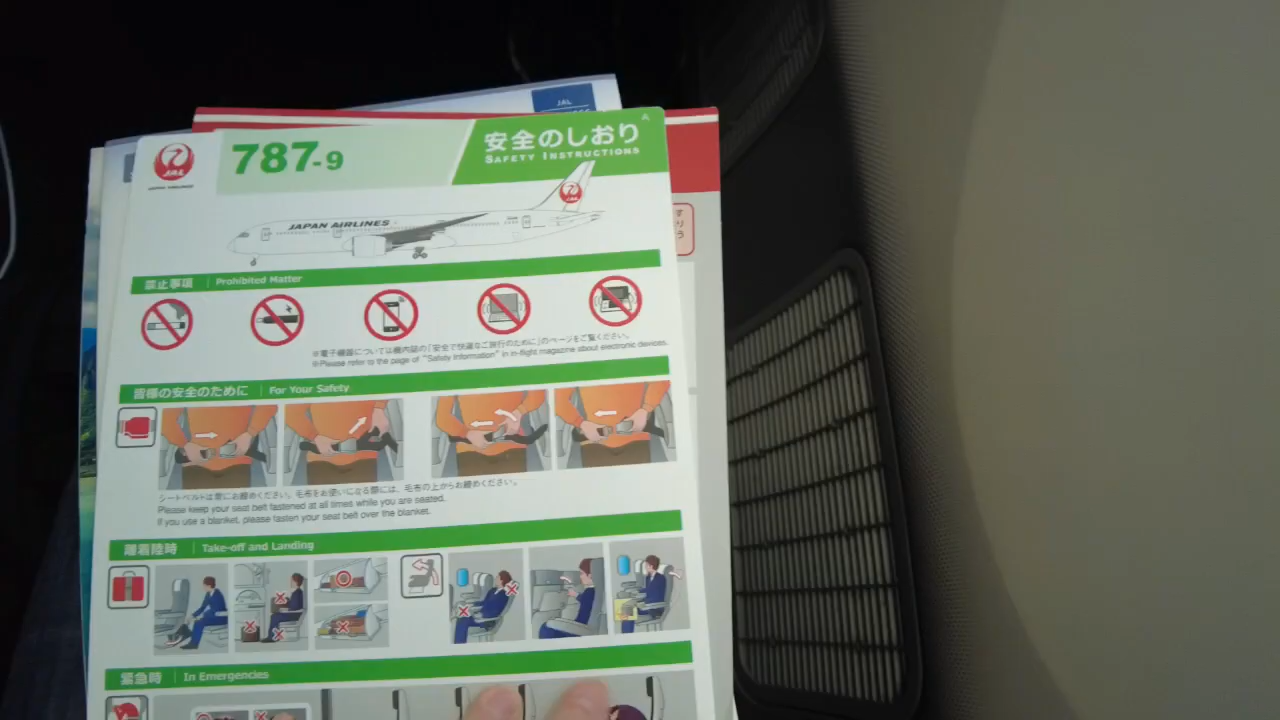 JAL
A
JAL
JAPAN AIRLINES
787-9
安全のしおり
SAFETY INSTRUCTIONS
JAPAN AIRLINES
禁止事項 Prohibited Matter
※電子機器については機内誌の「安全で快適なご旅行のために」のページをご覧ください。
※Please refer to the page of "Safety Information" in in-flight magazine about electronic devices.
皆様の安全のために For Your Safety
シートベルトは常にお締めください。毛布をお使いになる際には、毛布の上からお締めください。
Please keep your seat belt fastened at all times while you are seated.
If you use a blanket, please fasten your seat belt over the blanket.
離着陸時 Take-off and Landing
緊急時 In Emergencies